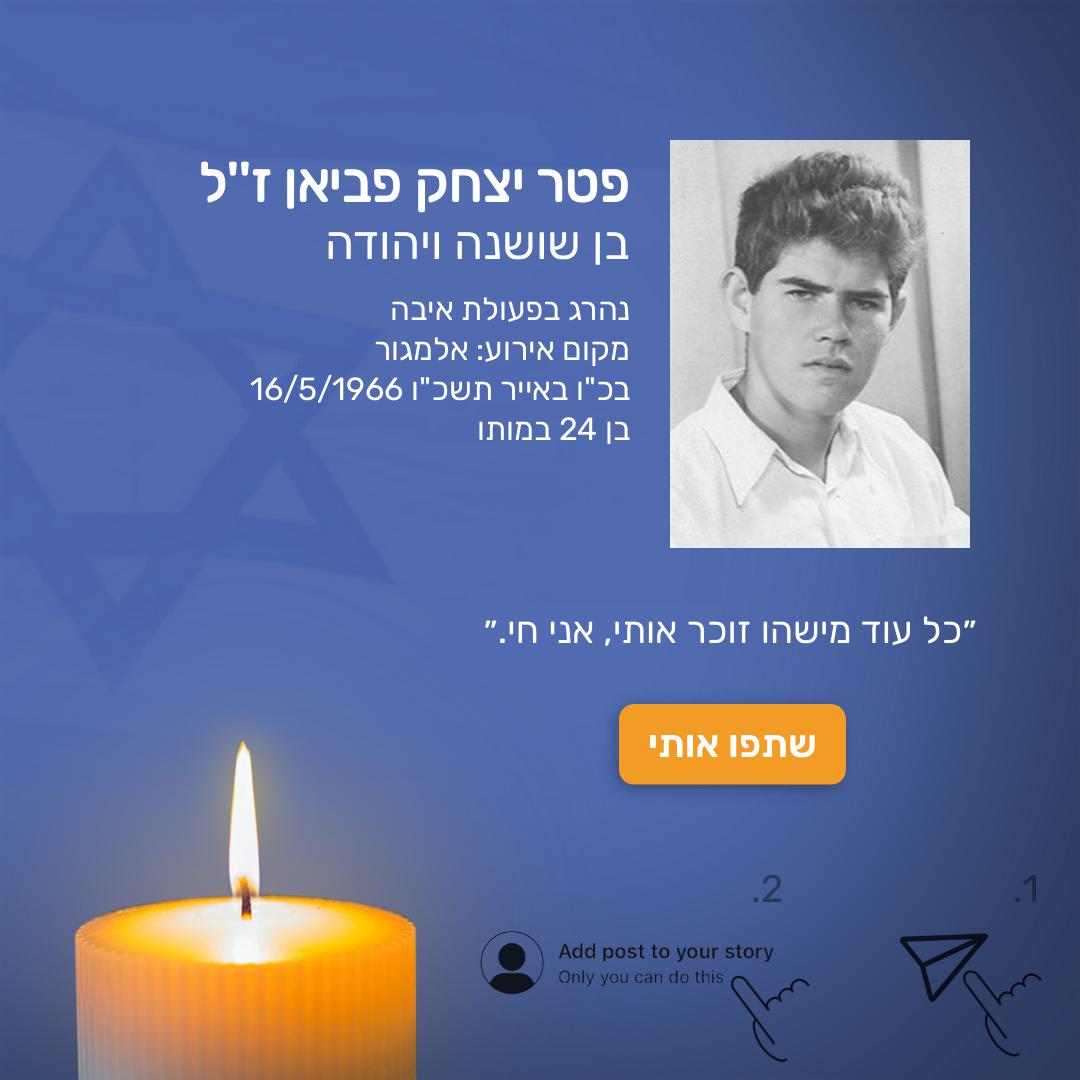 פטר יצחק פביאן ז"ל
בן שושנה ויהודה
נהרג בפעולת איבה
מקום אירוע: אלמגור
בכ"ו באייר תשכ"ו 16/5/1966
בן 24 במותו
״כל עוד מישהו זוכר אותי, אני חי.״
שתפו אותי
1.
2.
Add post to your story
Only you can do this